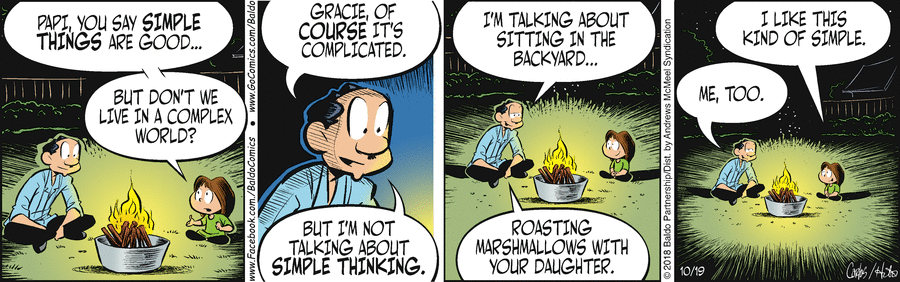 PAPI, YOU SAY SIMPLE
THINGS ARE GOOD...
BUT DON'T WE
LIVE IN A COMPLEX
WORLD?
www.Facebook.com/BaldoComics • www.GoComics.com/Baldo
GRACIE, OF
COURSE IT'S
COMPLICATED.
BUT I'M NOT
TALKING ABOUT
SIMPLE THINKING.
I'M TALKING ABOUT
SITTING IN THE
BACKYARD...
ROASTING
MARSHMALLOWS WITH
YOUR DAUGHTER.
©2018 Baldo Partnership/Dist. by Andrews McMeel Syndication
I LIKE THIS
KIND OF SIMPLE.
ME, TOO.
10/19